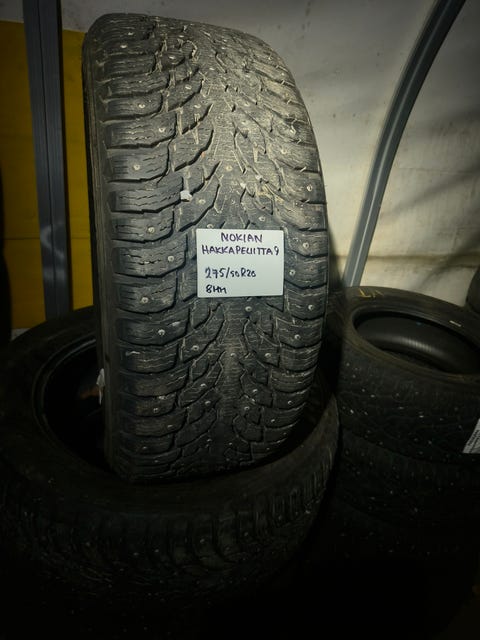 NOKIAN
HAKKAPELIITTA 9
275/50R20
8MM